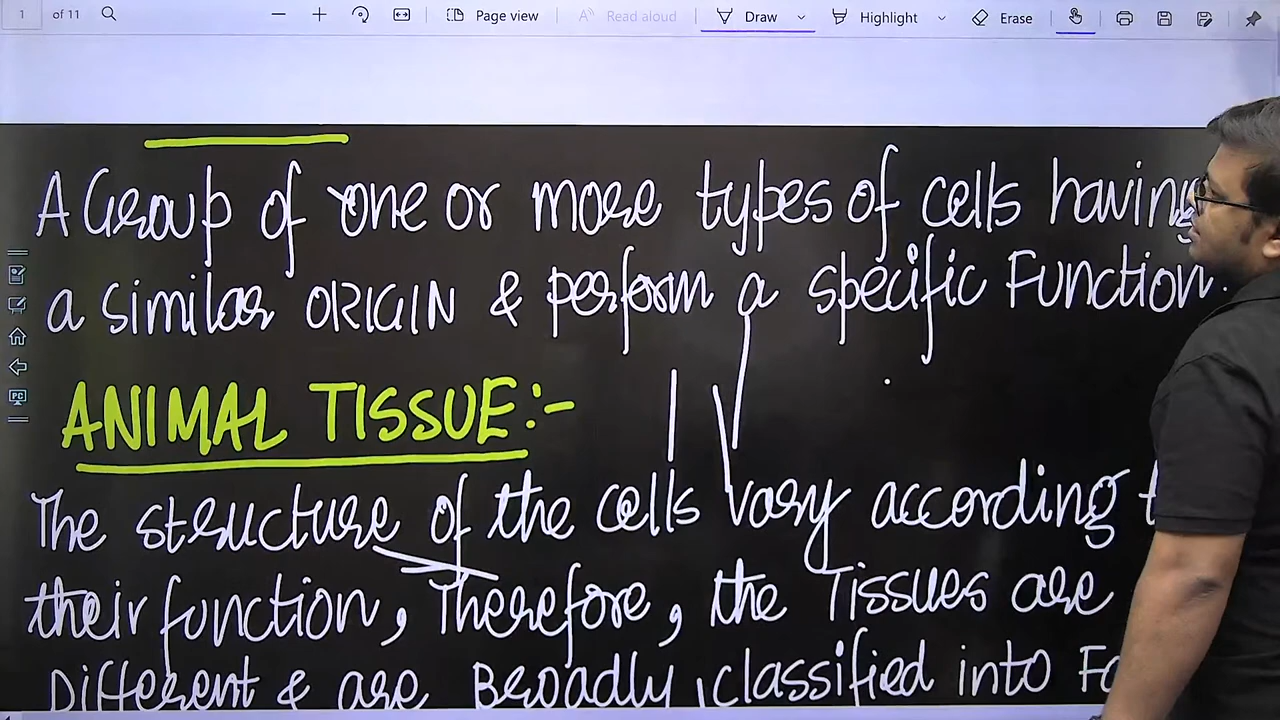 1 of 11 Page view Read aloud Draw Highlight Erase
A Group of one or more types of cells having
a similar ORIGIN & perform a specific Function.
ANIMAL TISSUE:-
The structure of the cells vary according
their function, Therefore, the Tissues are
Different & are Broadly classified into